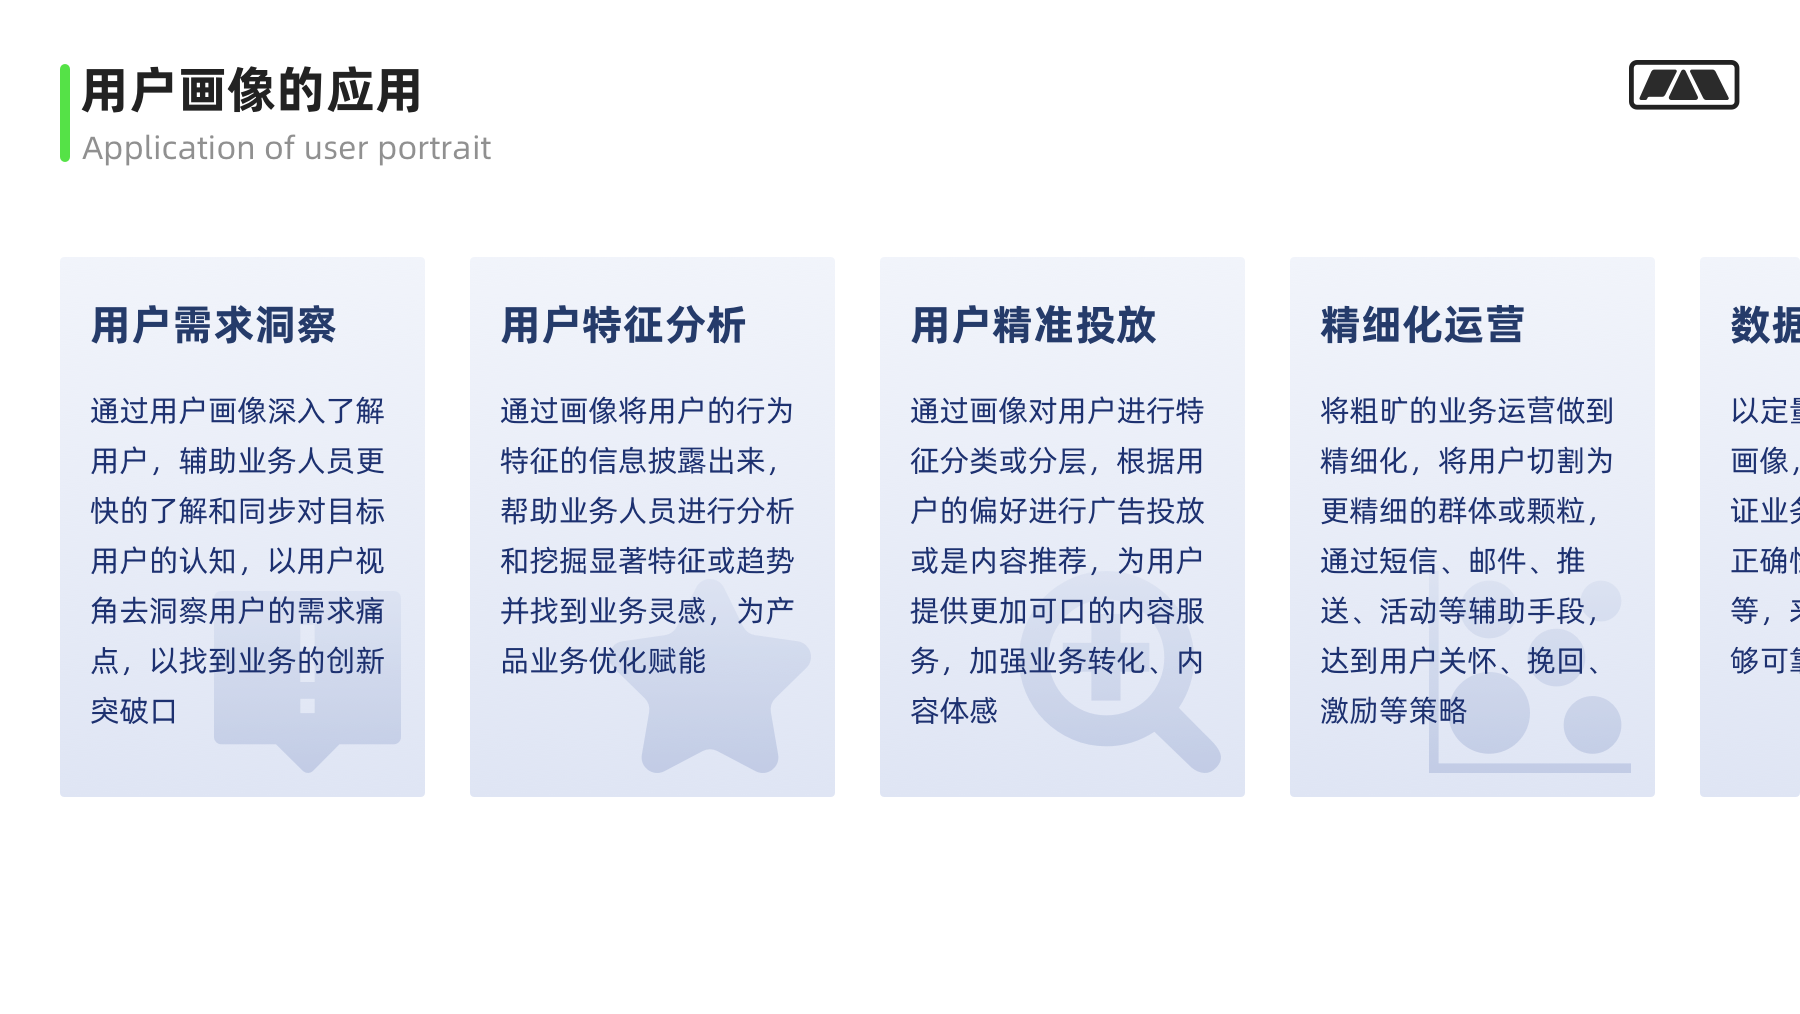 用户画像的应用
Application of user portrait
用户需求洞察
通过用户画像深入了解
用户，辅助业务人员更
快的了解和同步对目标
用户的认知，以用户视
角去洞察用户的需求痛
点，以找到业务的创新
突破口
用户特征分析
通过画像将用户的行为
特征的信息披露出来，
帮助业务人员进行分析
和挖掘显著特征或趋势
并找到业务灵感，为产
品业务优化赋能
用户精准投放
通过画像对用户进行特
征分类或分层，根据用
户的偏好进行广告投放
或是内容推荐，为用户
提供更加可口的内容服
务，加强业务转化、内
容体感
精细化运营
将粗旷的业务运营做到
精细化，将用户切割为
更精细的群体或颗粒，
通过短信、邮件、推
送、活动等辅助手段，
达到用户关怀、挽回、
激励等策略
数据
以定量
画像，
证业务
正确性
等，来
够可靠